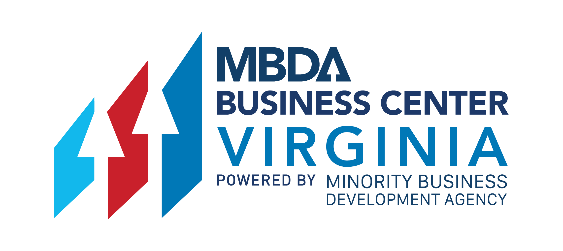 MBDA
BUSINESS CENTER
VIRGINIA
POWERED BY MINORITY BUSINESS
DEVELOPMENT AGENCY